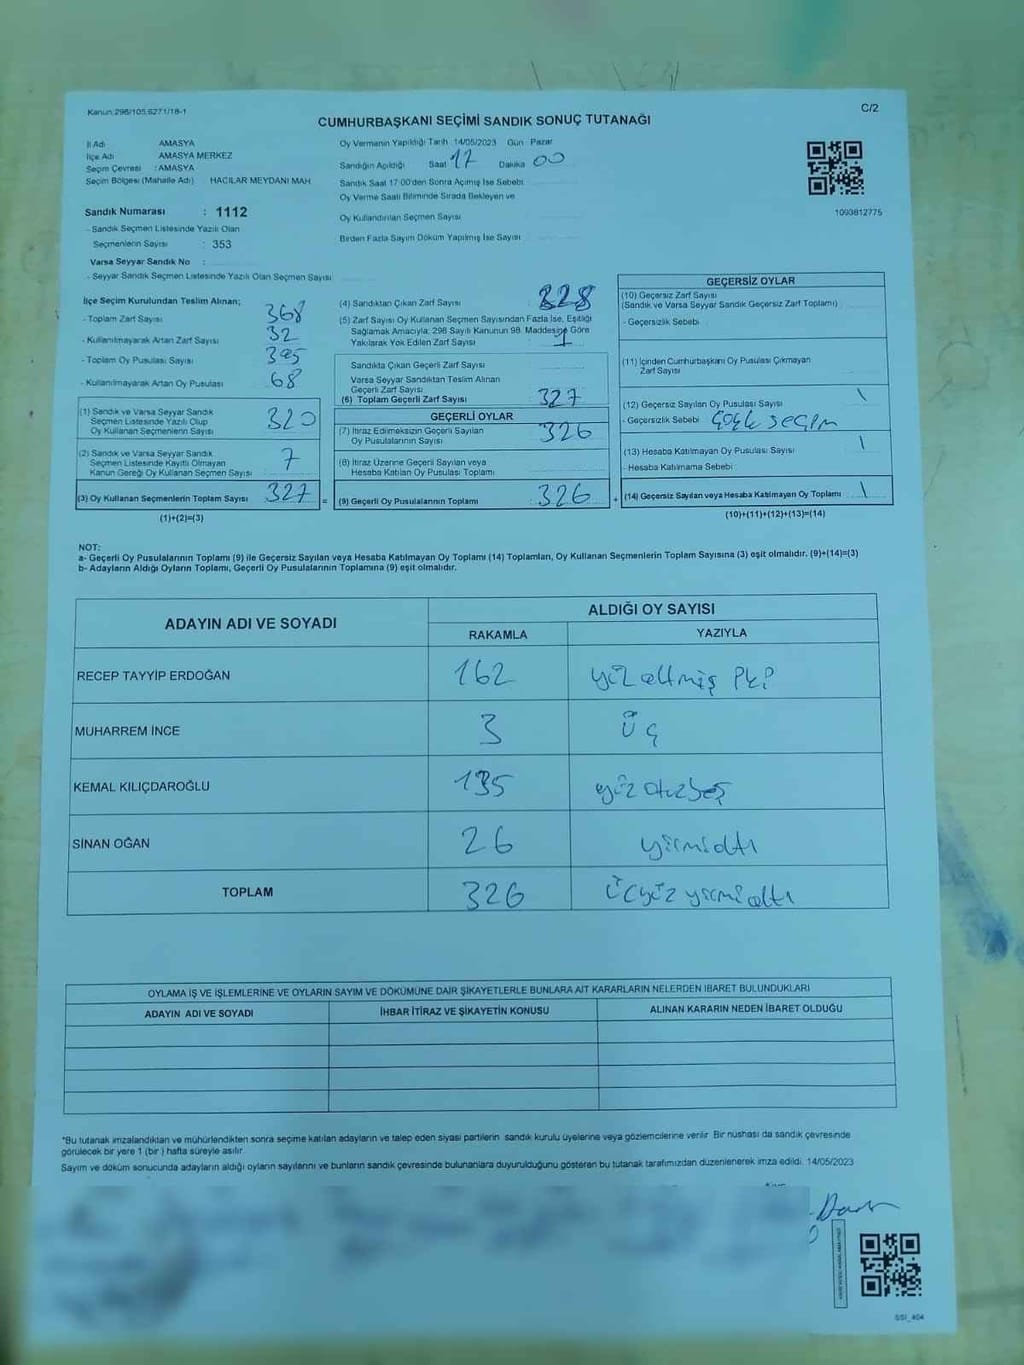 Kanun:298/105,6271/18-1
C/2
CUMHURBAŞKANI SEÇİMİ SANDIK SONUÇ TUTANAĞI
İl Adı AMASYA
İlçe Adı AMASYA MERKEZ
Seçim Çevresi : AMASYA
Seçim Bölgesi (Mahalle Adı) HACILAR MEYDANI MAH
Sandık Numarası : 1112
- Sandık Seçmen Listesinde Yazılı Olan
Seçmenlerin Sayısı : 353
Varsa Seyyar Sandık No :
- Seyyar Sandık Seçmen Listesinde Yazılı Olan Seçmen Sayısı
Oy Vermenin Yapıldığı Tarih 14/05/2023 Gün Pazar
Sandığın Açıldığı Saat 17 Dakika 00
Sandık Saat 17:00'den Sonra Açılmış İse Sebebi
Oy Verme Saati Bitiminde Sırada Bekleyen ve
Oy Kullandırılan Seçmen Sayısı
Birden Fazla Sayım Döküm Yapılmış İse Sayısı
1093812775
İlçe Seçim Kurulundan Teslim Alınan;
- Toplam Zarf Sayısı 368
- Kullanılmayarak Artan Zarf Sayısı 32
- Toplam Oy Pusulası Sayısı 395
- Kullanılmayarak Artan Oy Pusulası 68
(1) Sandık ve Varsa Seyyar Sandık
Seçmen Listesinde Yazılı Olup
Oy Kullanan Seçmenlerin Sayısı 320
(2) Sandık ve Varsa Seyyar Sandık
Seçmen Listesinde Kayıtlı Olmayan
Kanun Gereği Oy Kullanan Seçmen Sayısı 7
(3) Oy Kullanan Seçmenlerin Toplam Sayısı 327 =
(1)+(2)=(3)
(4) Sandıktan Çıkan Zarf Sayısı 328
(5) Zarf Sayısı Oy Kullanan Seçmen Sayısından Fazla İse, Eşitliği
Sağlamak Amacıyla; 298 Sayılı Kanunun 98. Maddesine Göre
Yakılarak Yok Edilen Zarf Sayısı 1
Sandıkta Çıkan Geçerli Zarf Sayısı
Varsa Seyyar Sandıktan Teslim Alınan
Geçerli Zarf Sayısı
(6) Toplam Geçerli Zarf Sayısı 327
GEÇERLİ OYLAR
(7) İtiraz Edilmeksizin Geçerli Sayılan
Oy Pusulalarının Sayısı 326
(8) İtiraz Üzerine Geçerli Sayılan veya
Hesaba Katılan Oy Pusulası Toplamı
(9) Geçerli Oy Pusulalarının Toplamı 326 +
GEÇERSİZ OYLAR
(10) Geçersiz Zarf Sayısı
(Sandık ve Varsa Seyyar Sandık Geçersiz Zarf Toplamı)
- Geçersizlik Sebebi
(11) İçinden Cumhurbaşkanı Oy Pusulası Çıkmayan
Zarf Sayısı
(12) Geçersiz Sayılan Oy Pusulası Sayısı 1
- Geçersizlik Sebebi seçim
(13) Hesaba Katılmayan Oy Pusulası Sayısı 1
- Hesaba Katılmama Sebebi
(14) Geçersiz Sayılan veya Hesaba Katılmayan Oy Toplamı 1
(10)+(11)+(12)+(13)=(14)
NOT:
a- Geçerli Oy Pusulalarının Toplamı (9) ile Geçersiz Sayılan veya Hesaba Katılmayan Oy Toplamı (14) Toplamları, Oy Kullanan Seçmenlerin Toplam Sayısına (3) eşit olmalıdır. (9)+(14)=(3)
b- Adayların Aldığı Oyların Toplamı, Geçerli Oy Pusulalarının Toplamına (9) eşit olmalıdır.
ADAYIN ADI VE SOYADI ALDIĞI OY SAYISI
RAKAMLA YAZIYLA
RECEP TAYYİP ERDOĞAN 162 yüz altmış
MUHARREM İNCE 3 üç
KEMAL KILIÇDAROĞLU 135 yüz otuzbeş
SİNAN OĞAN 26 yirmialtı
TOPLAM 326 üçyüz yirmialtı
OYLAMA İŞ VE İŞLEMLERİNE VE OYLARIN SAYIM VE DÖKÜMÜNE DAİR ŞİKAYETLERLE BUNLARA AİT KARARLARIN NELERDEN İBARET BULUNDUKLARI
ADAYIN ADI VE SOYADI İHBAR İTİRAZ VE ŞİKAYETİN KONUSU ALINAN KARARIN NEDEN İBARET OLDUĞU
*Bu tutanak imzalandıktan ve mühürlendikten sonra seçime katılan adayların ve talep eden siyasi partilerin sandık kurulu üyelerine veya gözlemcilerine verilir. Bir nüshası da sandık çevresinde
görülecek bir yere 1 (bir) hafta süreyle asılır.
Sayım ve döküm sonucunda adayların aldığı oyların sayılarını ve bunların sandık çevresinde bulunanlara duyurulduğunu gösteren bu tutanak tarafımızdan düzenlenerek imza edildi. 14/05/2023
SSI_404